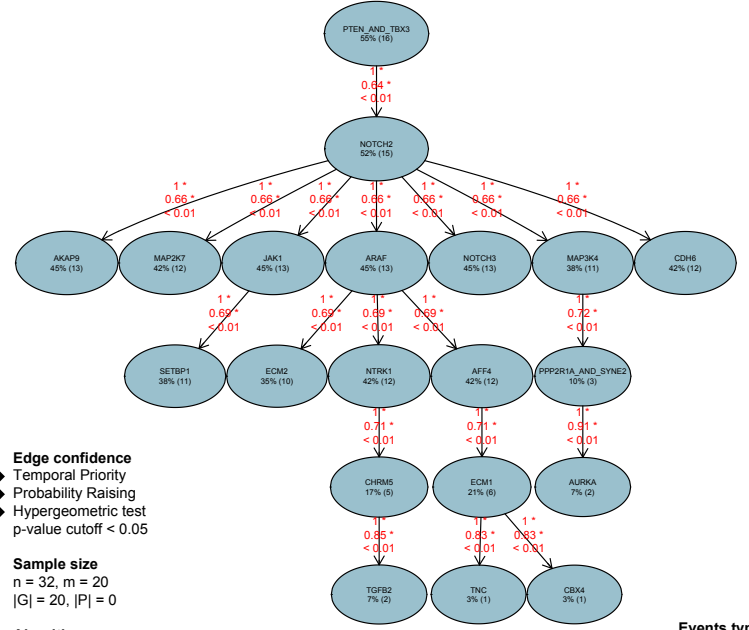 PTEN_AND_TBX3
55% (16)
1 *
0.64 *
< 0.01
NOTCH2
52% (15)
1 * 1 * 1 * 1 * 1 * 1 * 1 *
0.66 * 0.66 * 0.66 * 0.66 * 0.66 * 0.66 * 0.66 *
< 0.01 < 0.01 < 0.01 < 0.01 < 0.01 < 0.01 < 0.01
AKAP9 MAP2K7 JAK1 ARAF NOTCH3 MAP3K4 CDH6
45% (13) 42% (12) 45% (13) 45% (13) 45% (13) 38% (11) 42% (12)
1 * 1 * 1 * 1 * 1 *
0.69 * 0.69 * 0.69 * 0.69 * 0.72 *
< 0.01 < 0.01 < 0.01 < 0.01 < 0.01
SETBP1 ECM2 NTRK1 AFF4 PPP2R1A_AND_SYNE2
38% (11) 35% (10) 42% (12) 42% (12) 10% (3)
1 * 1 * 1 *
0.71 * 0.71 * 0.91 *
< 0.01 < 0.01 < 0.01
CHRM5 ECM1 AURKA
17% (5) 21% (6) 7% (2)
1 * 1 * 1 *
0.85 * 0.83 * 0.83 *
< 0.01 < 0.01 < 0.01
TGFB2 TNC CBX4
7% (2) 3% (1) 3% (1)
Edge confidence
Temporal Priority
Probability Raising
Hypergeometric test
p-value cutoff < 0.05
Sample size
n = 32, m = 20
|G| = 20, |P| = 0
Events